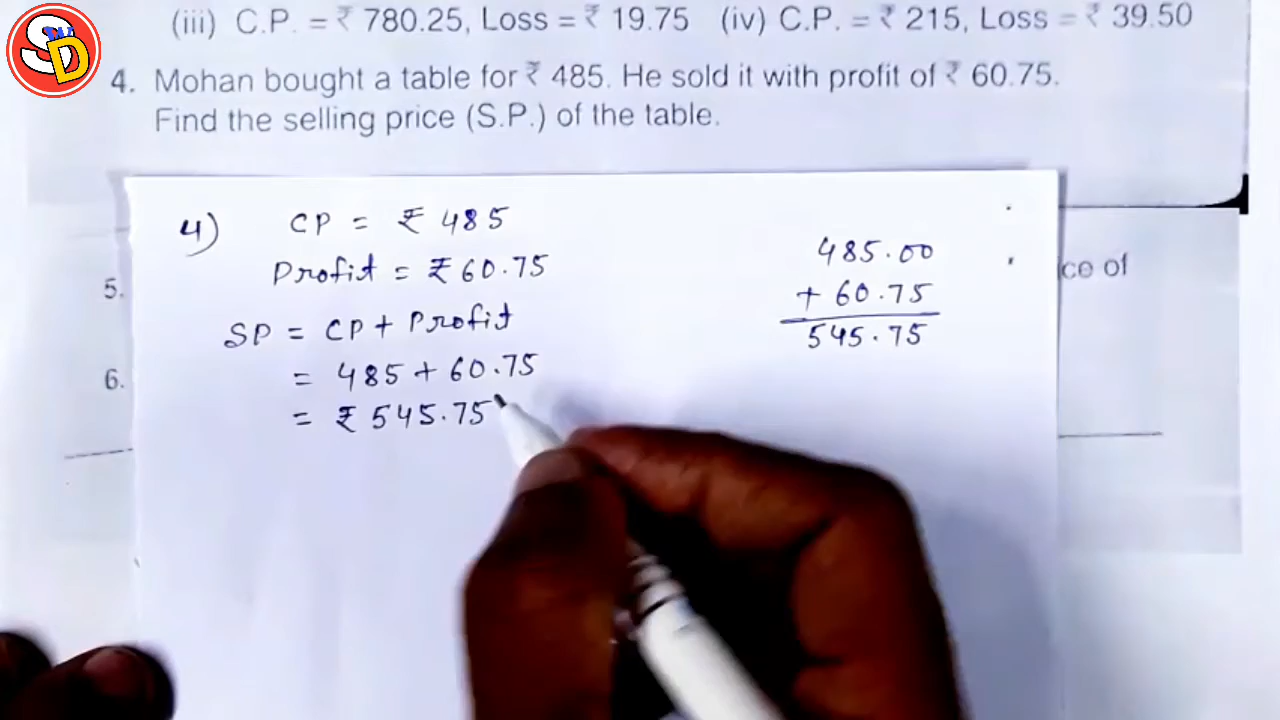 SWD
(iii) C.P. = ₹ 780.25, Loss = ₹ 19.75 (iv) C.P. = ₹ 215, Loss = ₹ 39.50
4. Mohan bought a table for ₹ 485. He sold it with profit of ₹ 60.75.
Find the selling price (S.P.) of the table.
4) CP = ₹ 485
Profit = ₹ 60.75
SP = CP + Profit
= 485 + 60.75
= ₹ 545.75
485.00
+ 60.75
545.75
5.
ce of
6.